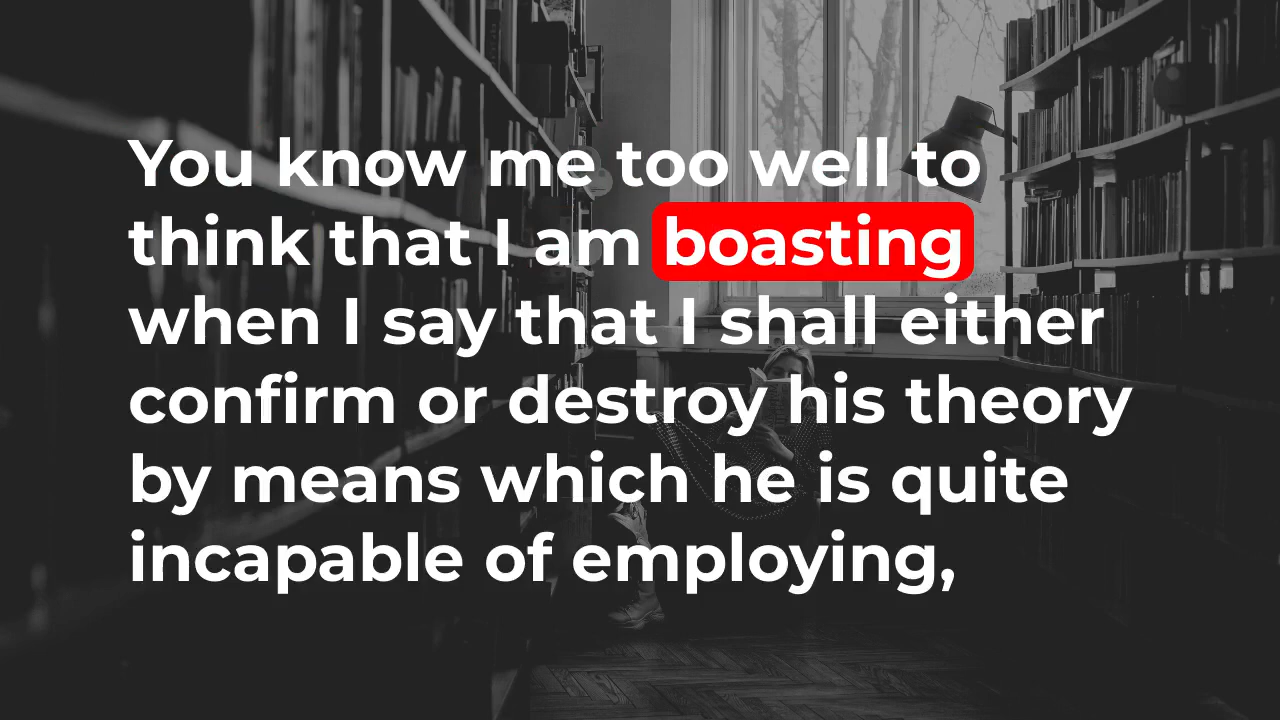 You know me too well to
think that I am boasting
when I say that I shall either
confirm or destroy his theory
by means which he is quite
incapable of employing,